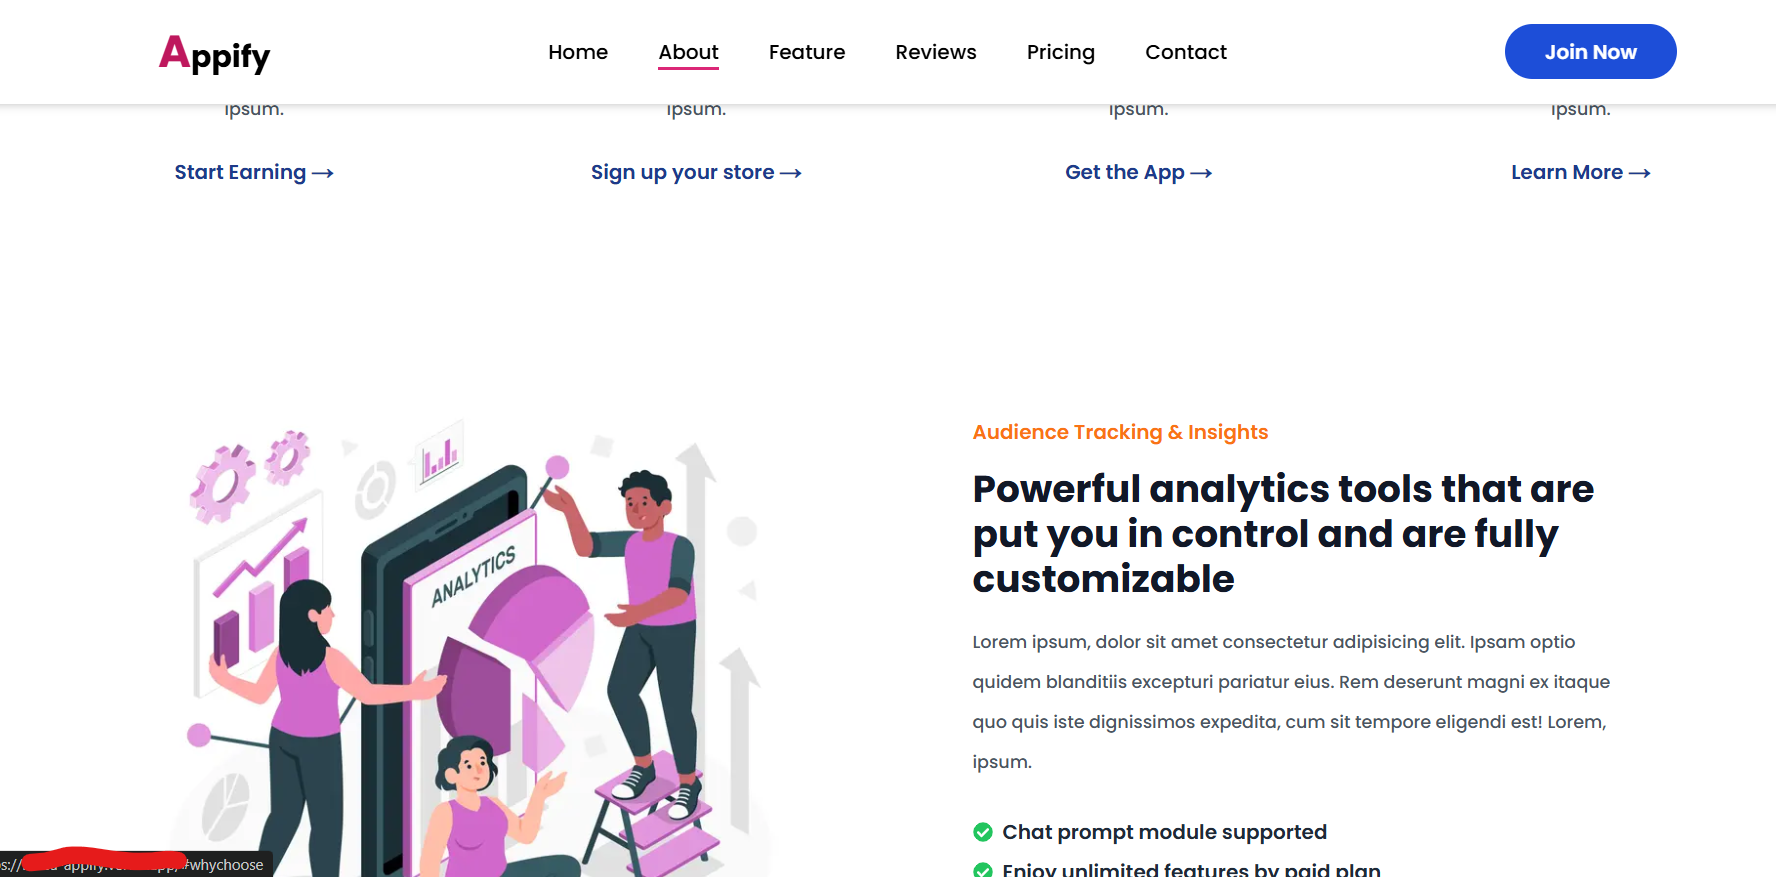 Appify
Home About Feature Reviews Pricing Contact
Join Now
ipsum. ipsum. ipsum. ipsum.
Start Earning → Sign up your store → Get the App → Learn More →
ANALYTICS
Audience Tracking & Insights
Powerful analytics tools that are
put you in control and are fully
customizable
Lorem ipsum, dolor sit amet consectetur adipisicing elit. Ipsam optio
quidem blanditiis excepturi pariatur eius. Rem deserunt magni ex itaque
quo quis iste dignissimos expedita, cum sit tempore eligendi est! Lorem,
ipsum.
Chat prompt module supported
Enjoy unlimited features by paid plan
#whychoose